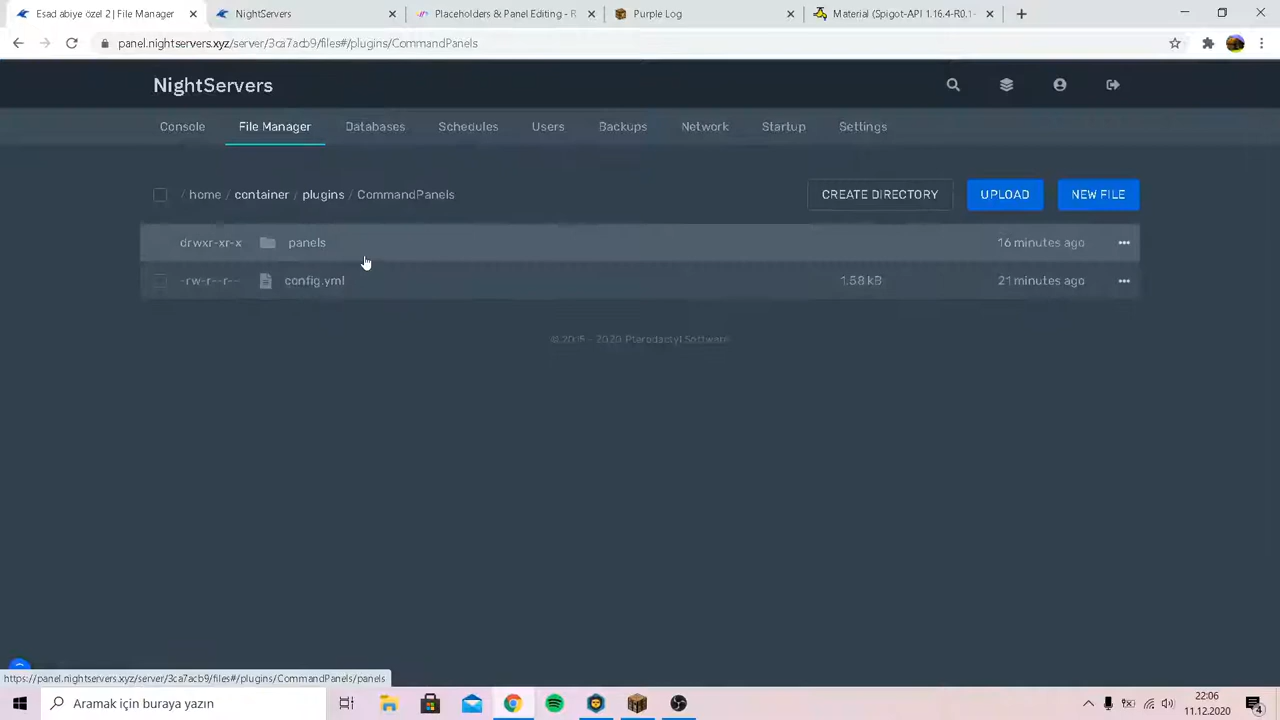 Esad abiye özel 2 | File Manager
NightServers
Placeholders & Panel Editing - R
Purple Log
Material (Spigot-API 1.16.4-R0.1-
panel.nightservers.xyz/server/3ca7acb9/files#/plugins/CommandPanels
NightServers
Console
File Manager
Databases
Schedules
Users
Backups
Network
Startup
Settings
/ home / container / plugins / CommandPanels
CREATE DIRECTORY
UPLOAD
NEW FILE
drwxr-xr-x panels 16 minutes ago
-rw-r--r-- config.yml 1.58 kB 21 minutes ago
© 2015 - 2020 Pterodactyl Software
https://panel.nightservers.xyz/server/3ca7acb9/files#/plugins/CommandPanels/panels
Aramak için buraya yazın
22:06
11.12.2020
4